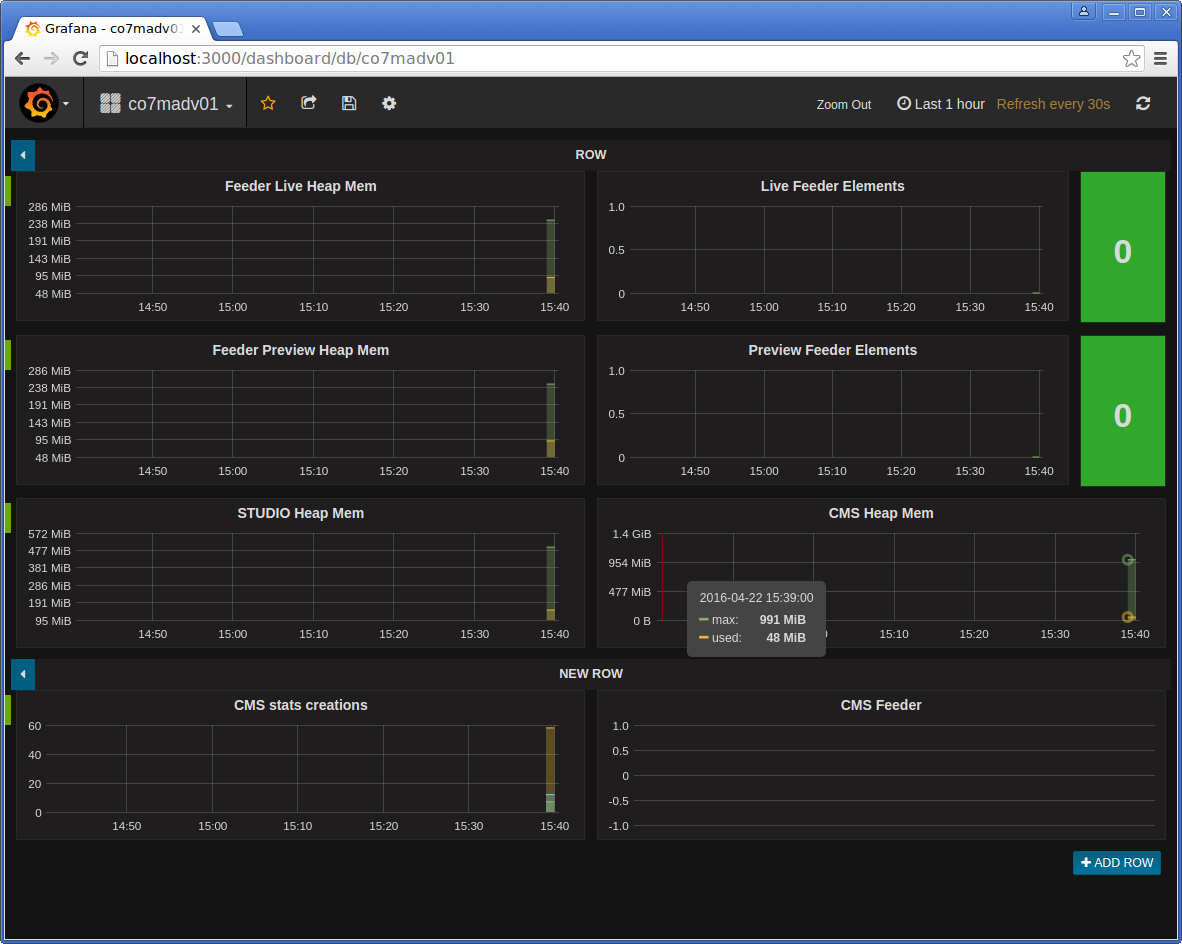 Grafana - co7madv01
localhost:3000/dashboard/db/co7madv01
co7madv01
Zoom Out
Last 1 hour
Refresh every 30s
ROW
Feeder Live Heap Mem
286 MiB
238 MiB
191 MiB
143 MiB
95 MiB
48 MiB
14:50 15:00 15:10 15:20 15:30 15:40
Live Feeder Elements
1.0
0.5
0
14:50 15:00 15:10 15:20 15:30 15:40
0
Feeder Preview Heap Mem
286 MiB
238 MiB
191 MiB
143 MiB
95 MiB
48 MiB
14:50 15:00 15:10 15:20 15:30 15:40
Preview Feeder Elements
1.0
0.5
0
14:50 15:00 15:10 15:20 15:30 15:40
0
STUDIO Heap Mem
572 MiB
477 MiB
381 MiB
286 MiB
191 MiB
95 MiB
14:50 15:00 15:10 15:20 15:30 15:40
CMS Heap Mem
1.4 GiB
954 MiB
477 MiB
0 B
15:10 15:20 15:30 15:40
2016-04-22 15:39:00
max: 991 MiB
used: 48 MiB
NEW ROW
CMS stats creations
60
40
20
0
14:50 15:00 15:10 15:20 15:30 15:40
CMS Feeder
1.0
0.5
0
-0.5
-1.0
ADD ROW